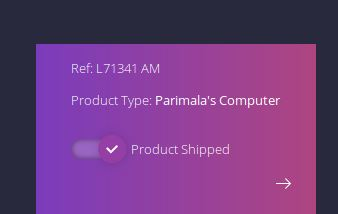 Ref: L71341 AM
Product Type: Parimala's Computer
Product Shipped